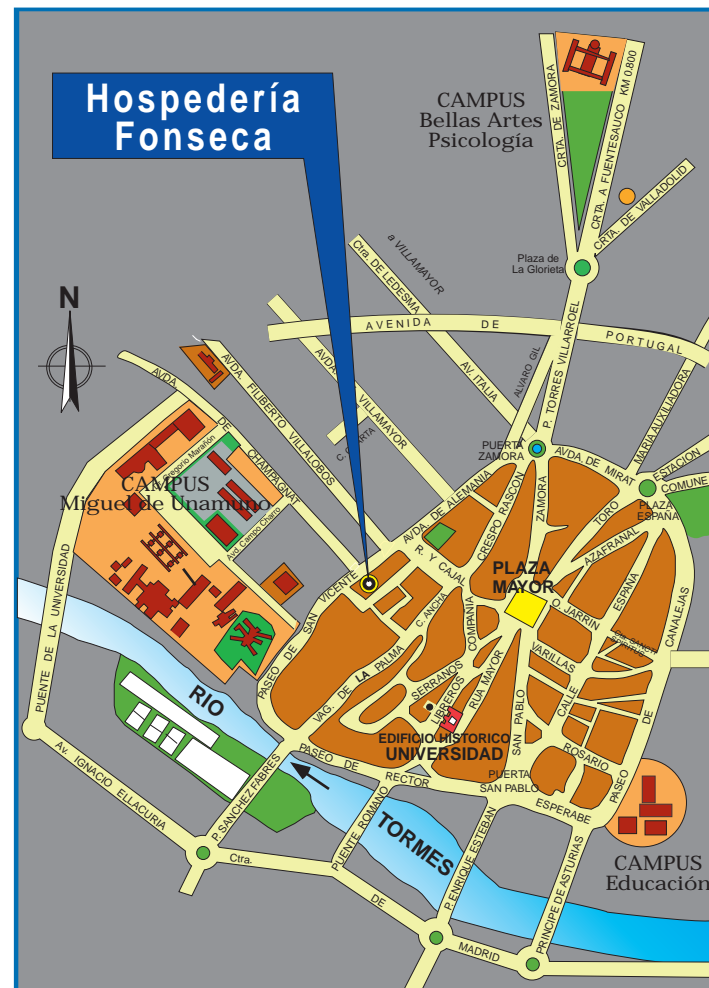 Hospedería
Fonseca
CAMPUS
Bellas Artes
Psicología
CRTA. DE ZAMORA
CRTA. A FUENTESAUCO KM 0.800
CRTA. DE VALLADOLID
Plaza de
La Glorieta
a VILLAMAYOR
Ctra. DE LEDESMA
N
AVENIDA DE PORTUGAL
AV. ITALIA
ALVARO GIL
P. TORRES VILLARROEL
MARIA AUXILIADORA
AVDA. FILIBERTO VILLALOBOS
AVDA. DE VILLAMAYOR
AVDA. DE CHAMPAGNAT
PUERTA
ZAMORA
AVDA DE MIRAT
ESTACION
COMUNE
PLAZA
ESPAÑA
Gregorio Marañón
CAMPUS
Miguel de Unamuno
Avd. Campo Charro
AVDA. DE ALEMANIA
CRESPO RASCON
ZAMORA
TORO
AZAFRANAL
ESPAÑA
R. Y CAJAL
PLAZA
MAYOR
O. JARRIN
CANALEJAS
PASEO DE
PUENTE DE LA UNIVERSIDAD
PASEO DE SAN VICENTE
C. ANCHA
COMPAÑIA
VAG. DE LA PALMA
SERRANOS
LIBREROS
RUA MAYOR
VARILLAS
CALLE
SAN PABLO
ROSARIO
EDIFICIO HISTORICO
UNIVERSIDAD
RIO
TORMES
PASEO DE RECTOR ESPERABE
PUERTA
SAN PABLO
Av. IGNACIO ELLACURIA
P. SANCHEZ FABRES
PUENTE ROMANO
P. ENRIQUE ESTEBAN
PRINCIPE DE ASTURIAS
CAMPUS
Educación
Ctra. DE MADRID